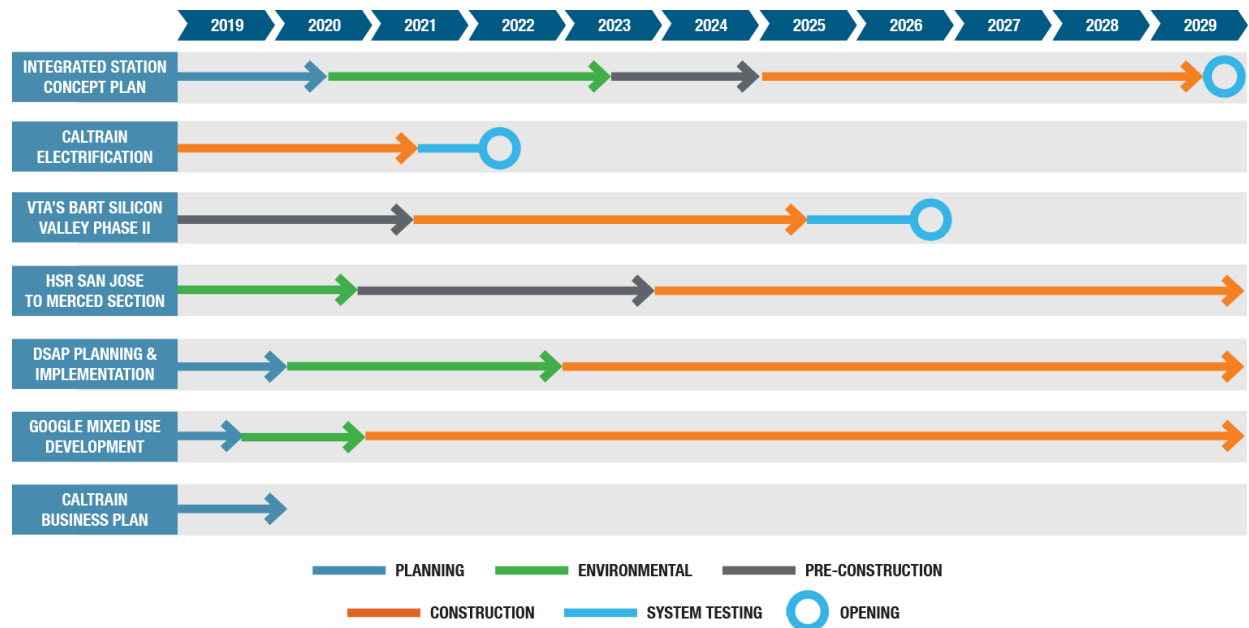 2019 2020 2021 2022 2023 2024 2025 2026 2027 2028 2029
INTEGRATED STATION
CONCEPT PLAN
CALTRAIN
ELECTRIFICATION
VTA'S BART SILICON
VALLEY PHASE II
HSR SAN JOSE
TO MERCED SECTION
DSAP PLANNING &
IMPLEMENTATION
GOOGLE MIXED USE
DEVELOPMENT
CALTRAIN
BUSINESS PLAN
PLANNING ENVIRONMENTAL PRE-CONSTRUCTION
CONSTRUCTION SYSTEM TESTING OPENING